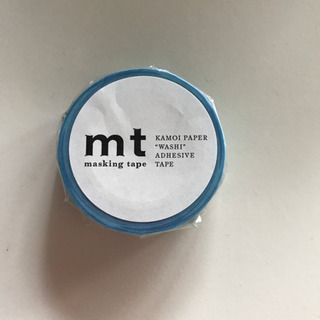 mt
masking tape
KAMOI PAPER
"WASHI"
ADHESIVE
TAPE